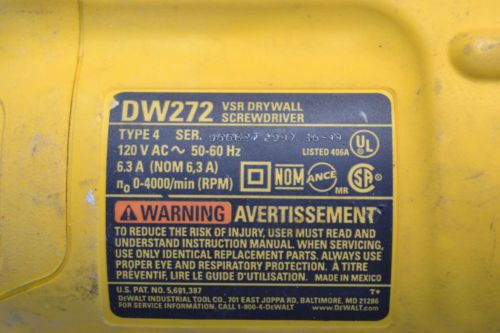 DW272 VSR DRYWALL SCREWDRIVER
TYPE 4 SER.
120 V AC ~ 50-60 Hz
LISTED 406A
UL
6.3 A (NOM 6,3 A)
n₀ 0-4000/min (RPM)
NOM ANCE MR SA
WARNING AVERTISSEMENT
TO REDUCE THE RISK OF INJURY, USER MUST READ AND
UNDERSTAND INSTRUCTION MANUAL. WHEN SERVICING,
USE ONLY IDENTICAL REPLACEMENT PARTS. ALWAYS USE
PROPER EYE AND RESPIRATORY PROTECTION. À TITRE
PRÉVENTIF, LIRE LE GUIDE D'UTILISATION. MADE IN MEXICO
U.S. PAT. NO. 5,601,387 T+
DeWALT INDUSTRIAL TOOL CO., 701 EAST JOPPA RD, BALTIMORE, MD 21286
FOR SERVICE INFORMATION, CALL 1-800-4-DeWALT